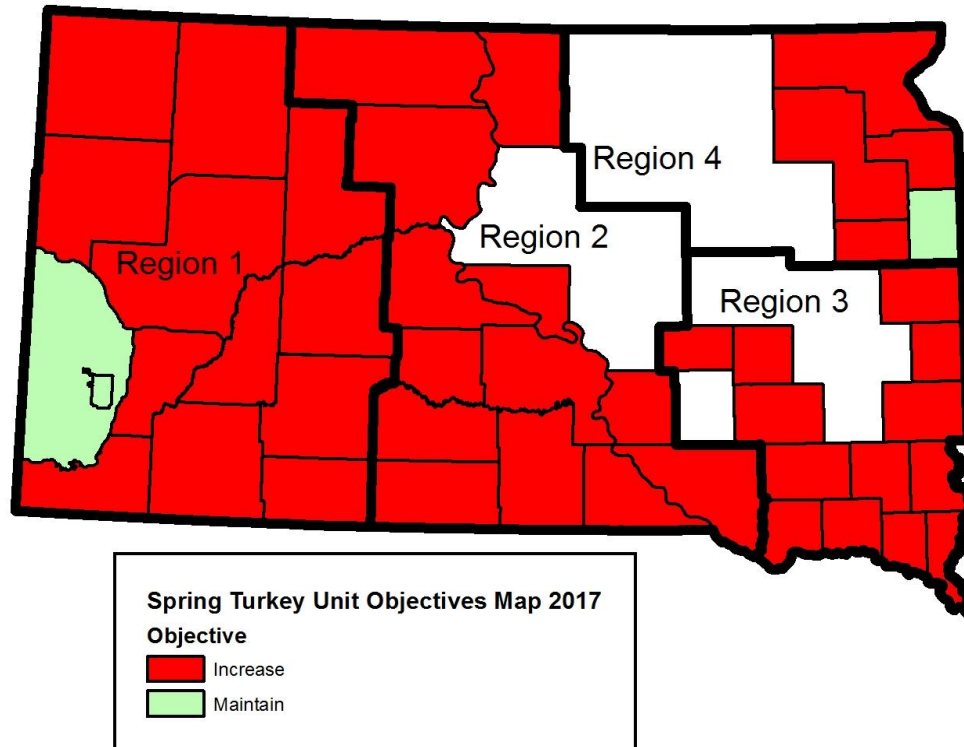 Region 4
Region 2
Region 1
Region 3
Spring Turkey Unit Objectives Map 2017
Objective
Increase
Maintain